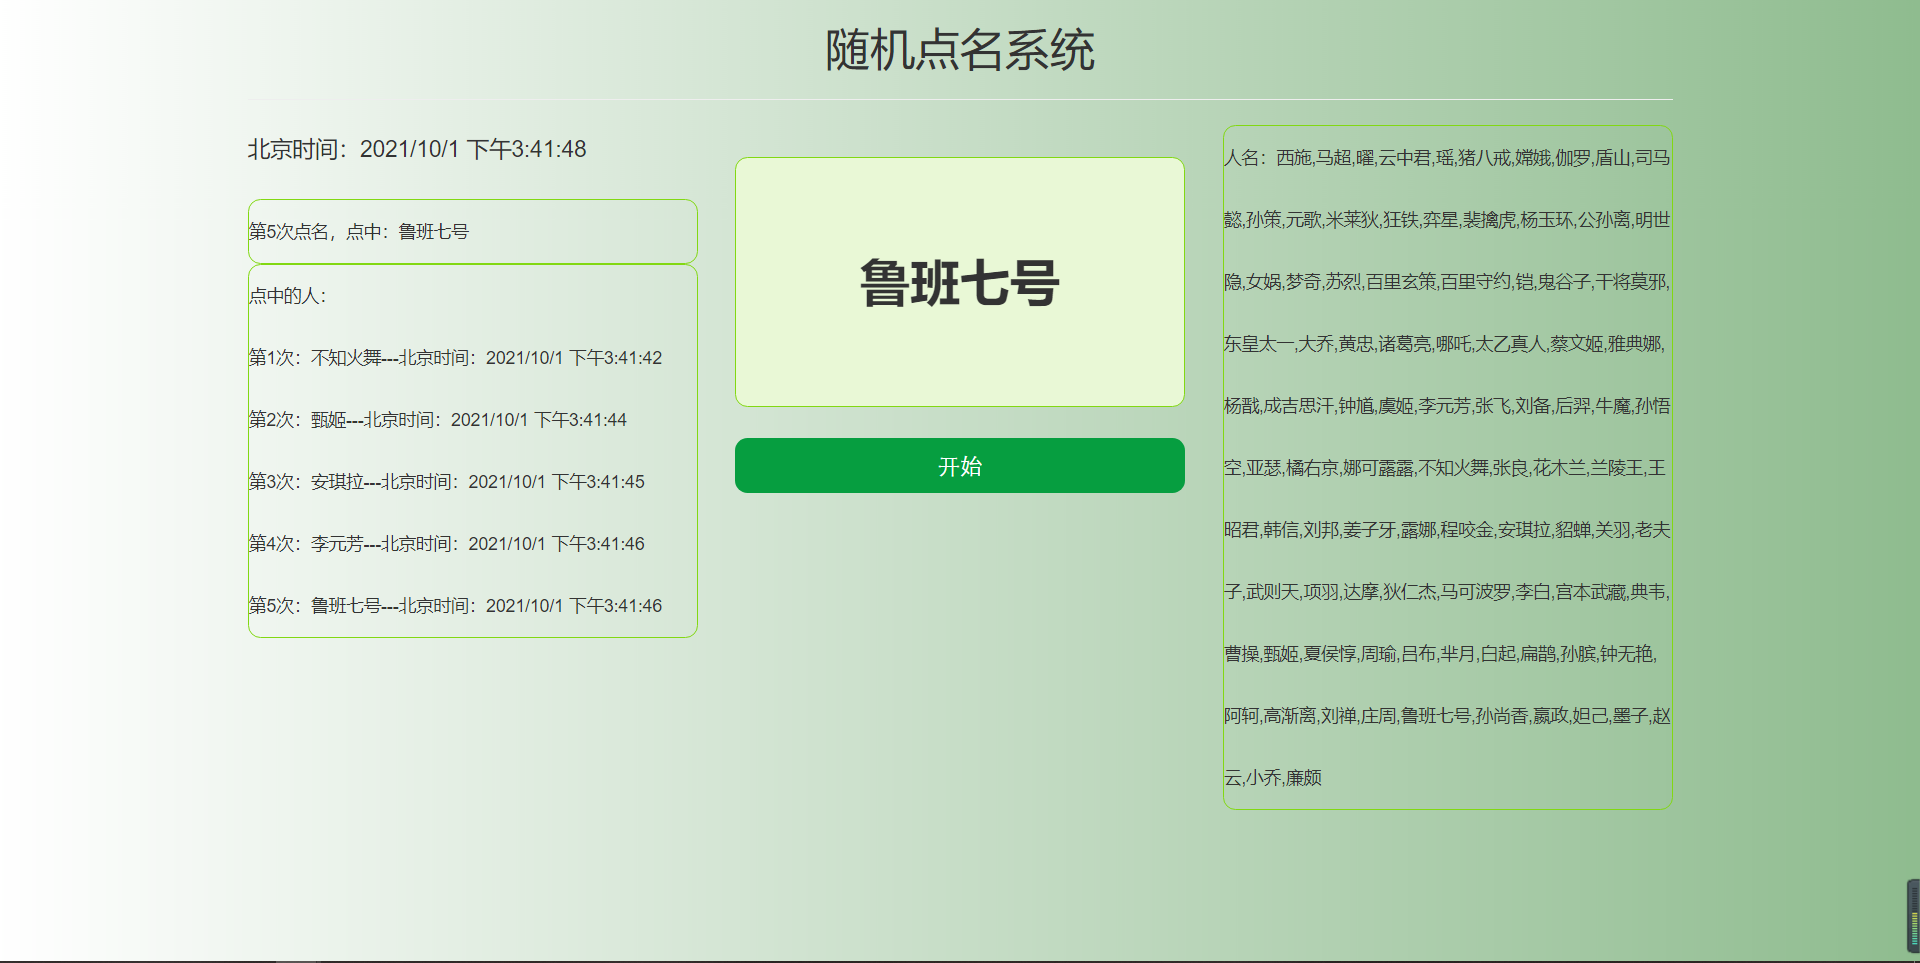 随机点名系统
北京时间：2021/10/1 下午3:41:48
第5次点名，点中：鲁班七号
点中的人：
第1次：不知火舞---北京时间：2021/10/1 下午3:41:42
第2次：甄姬---北京时间：2021/10/1 下午3:41:44
第3次：安琪拉---北京时间：2021/10/1 下午3:41:45
第4次：李元芳---北京时间：2021/10/1 下午3:41:46
第5次：鲁班七号---北京时间：2021/10/1 下午3:41:46
鲁班七号
开始
人名：西施,马超,曜,云中君,瑶,猪八戒,嫦娥,伽罗,盾山,司马
懿,孙策,元歌,米莱狄,狂铁,弈星,裴擒虎,杨玉环,公孙离,明世
隐,女娲,梦奇,苏烈,百里玄策,百里守约,铠,鬼谷子,干将莫邪,
东皇太一,大乔,黄忠,诸葛亮,哪吒,太乙真人,蔡文姬,雅典娜,
杨戬,成吉思汗,钟馗,虞姬,李元芳,张飞,刘备,后羿,牛魔,孙悟
空,亚瑟,橘右京,娜可露露,不知火舞,张良,花木兰,兰陵王,王
昭君,韩信,刘邦,姜子牙,露娜,程咬金,安琪拉,貂蝉,关羽,老夫
子,武则天,项羽,达摩,狄仁杰,马可波罗,李白,宫本武藏,典韦,
曹操,甄姬,夏侯惇,周瑜,吕布,芈月,白起,扁鹊,孙膑,钟无艳,
阿轲,高渐离,刘禅,庄周,鲁班七号,孙尚香,嬴政,妲己,墨子,赵
云,小乔,廉颇